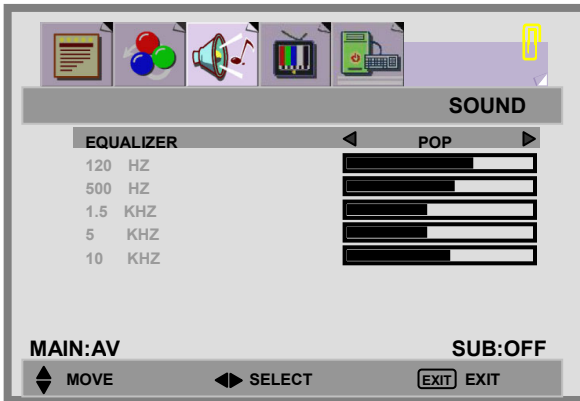 SOUND
EQUALIZER POP
120 HZ
500 HZ
1.5 KHZ
5 KHZ
10 KHZ
MAIN:AV SUB:OFF
MOVE SELECT EXIT EXIT